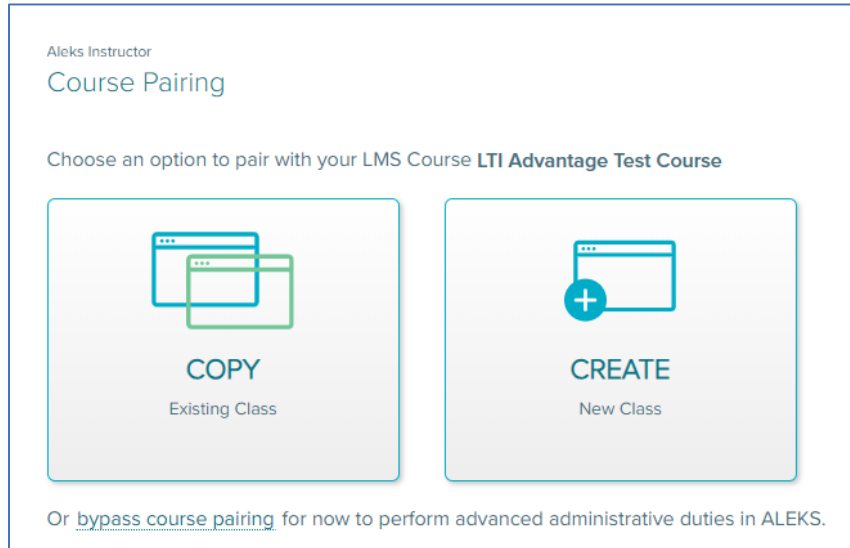 Aleks Instructor
Course Pairing
Choose an option to pair with your LMS Course LTI Advantage Test Course
COPY
Existing Class
CREATE
New Class
Or bypass course pairing for now to perform advanced administrative duties in ALEKS.